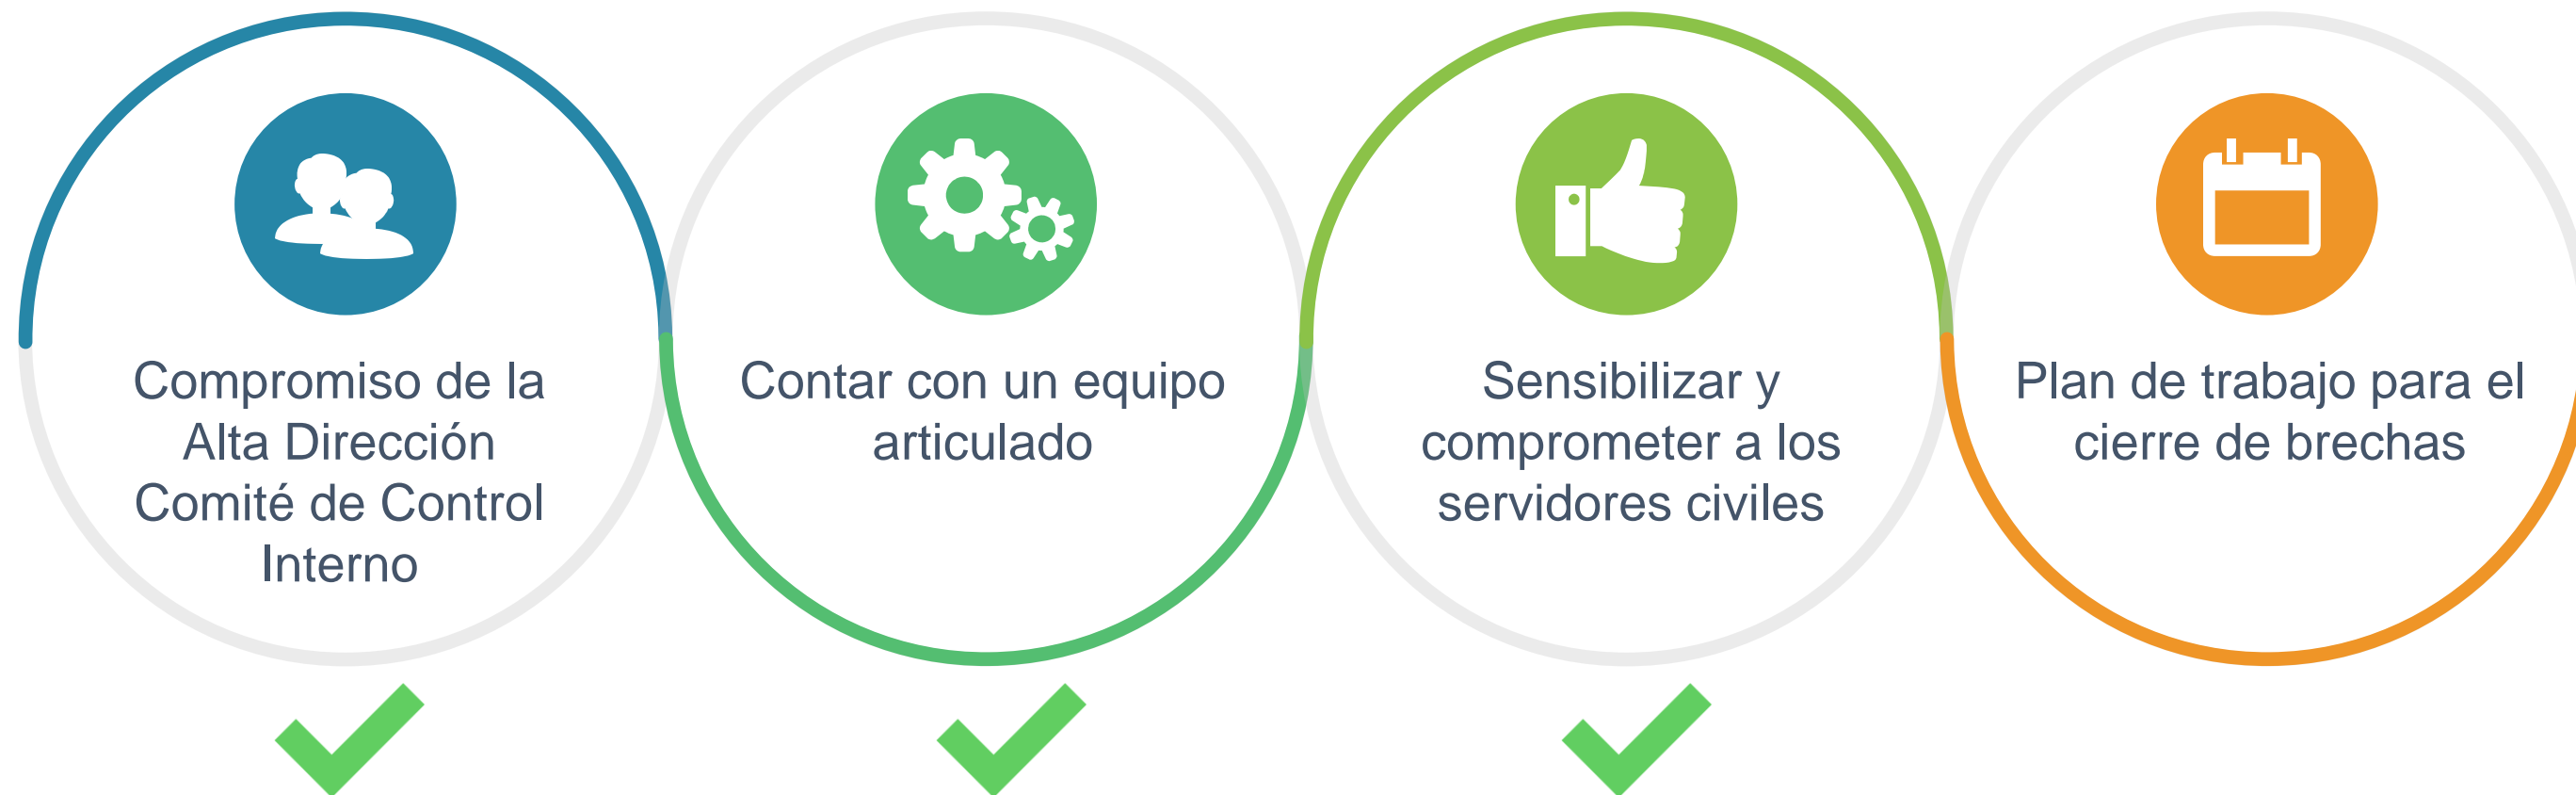 Compromiso de la
Alta Dirección
Comité de Control
Interno
Contar con un equipo
articulado
Sensibilizar y
comprometer a los
servidores civiles
Plan de trabajo para el
cierre de brechas